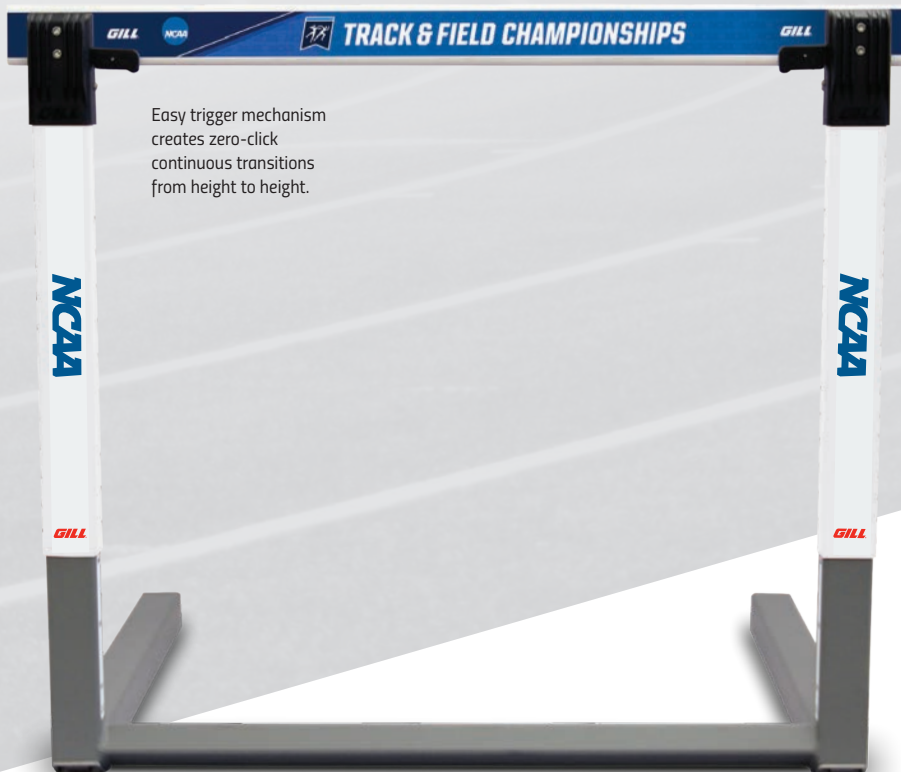 GILL NCAA TRACK & FIELD CHAMPIONSHIPS GILL
Easy trigger mechanism
creates zero-click
continuous transitions
from height to height.
NCAA
NCAA
GILL
GILL